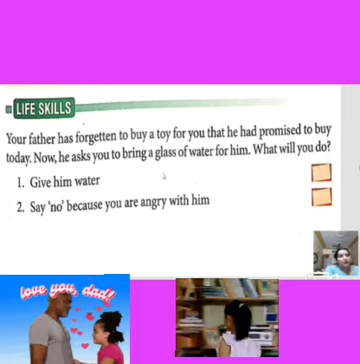 LIFE SKILLS
Your father has forgetten to buy a toy for you that he had promised to buy
today. Now, he asks you to bring a glass of water for him. What will you do?
1. Give him water
2. Say 'no' because you are angry with him
love you, dad!